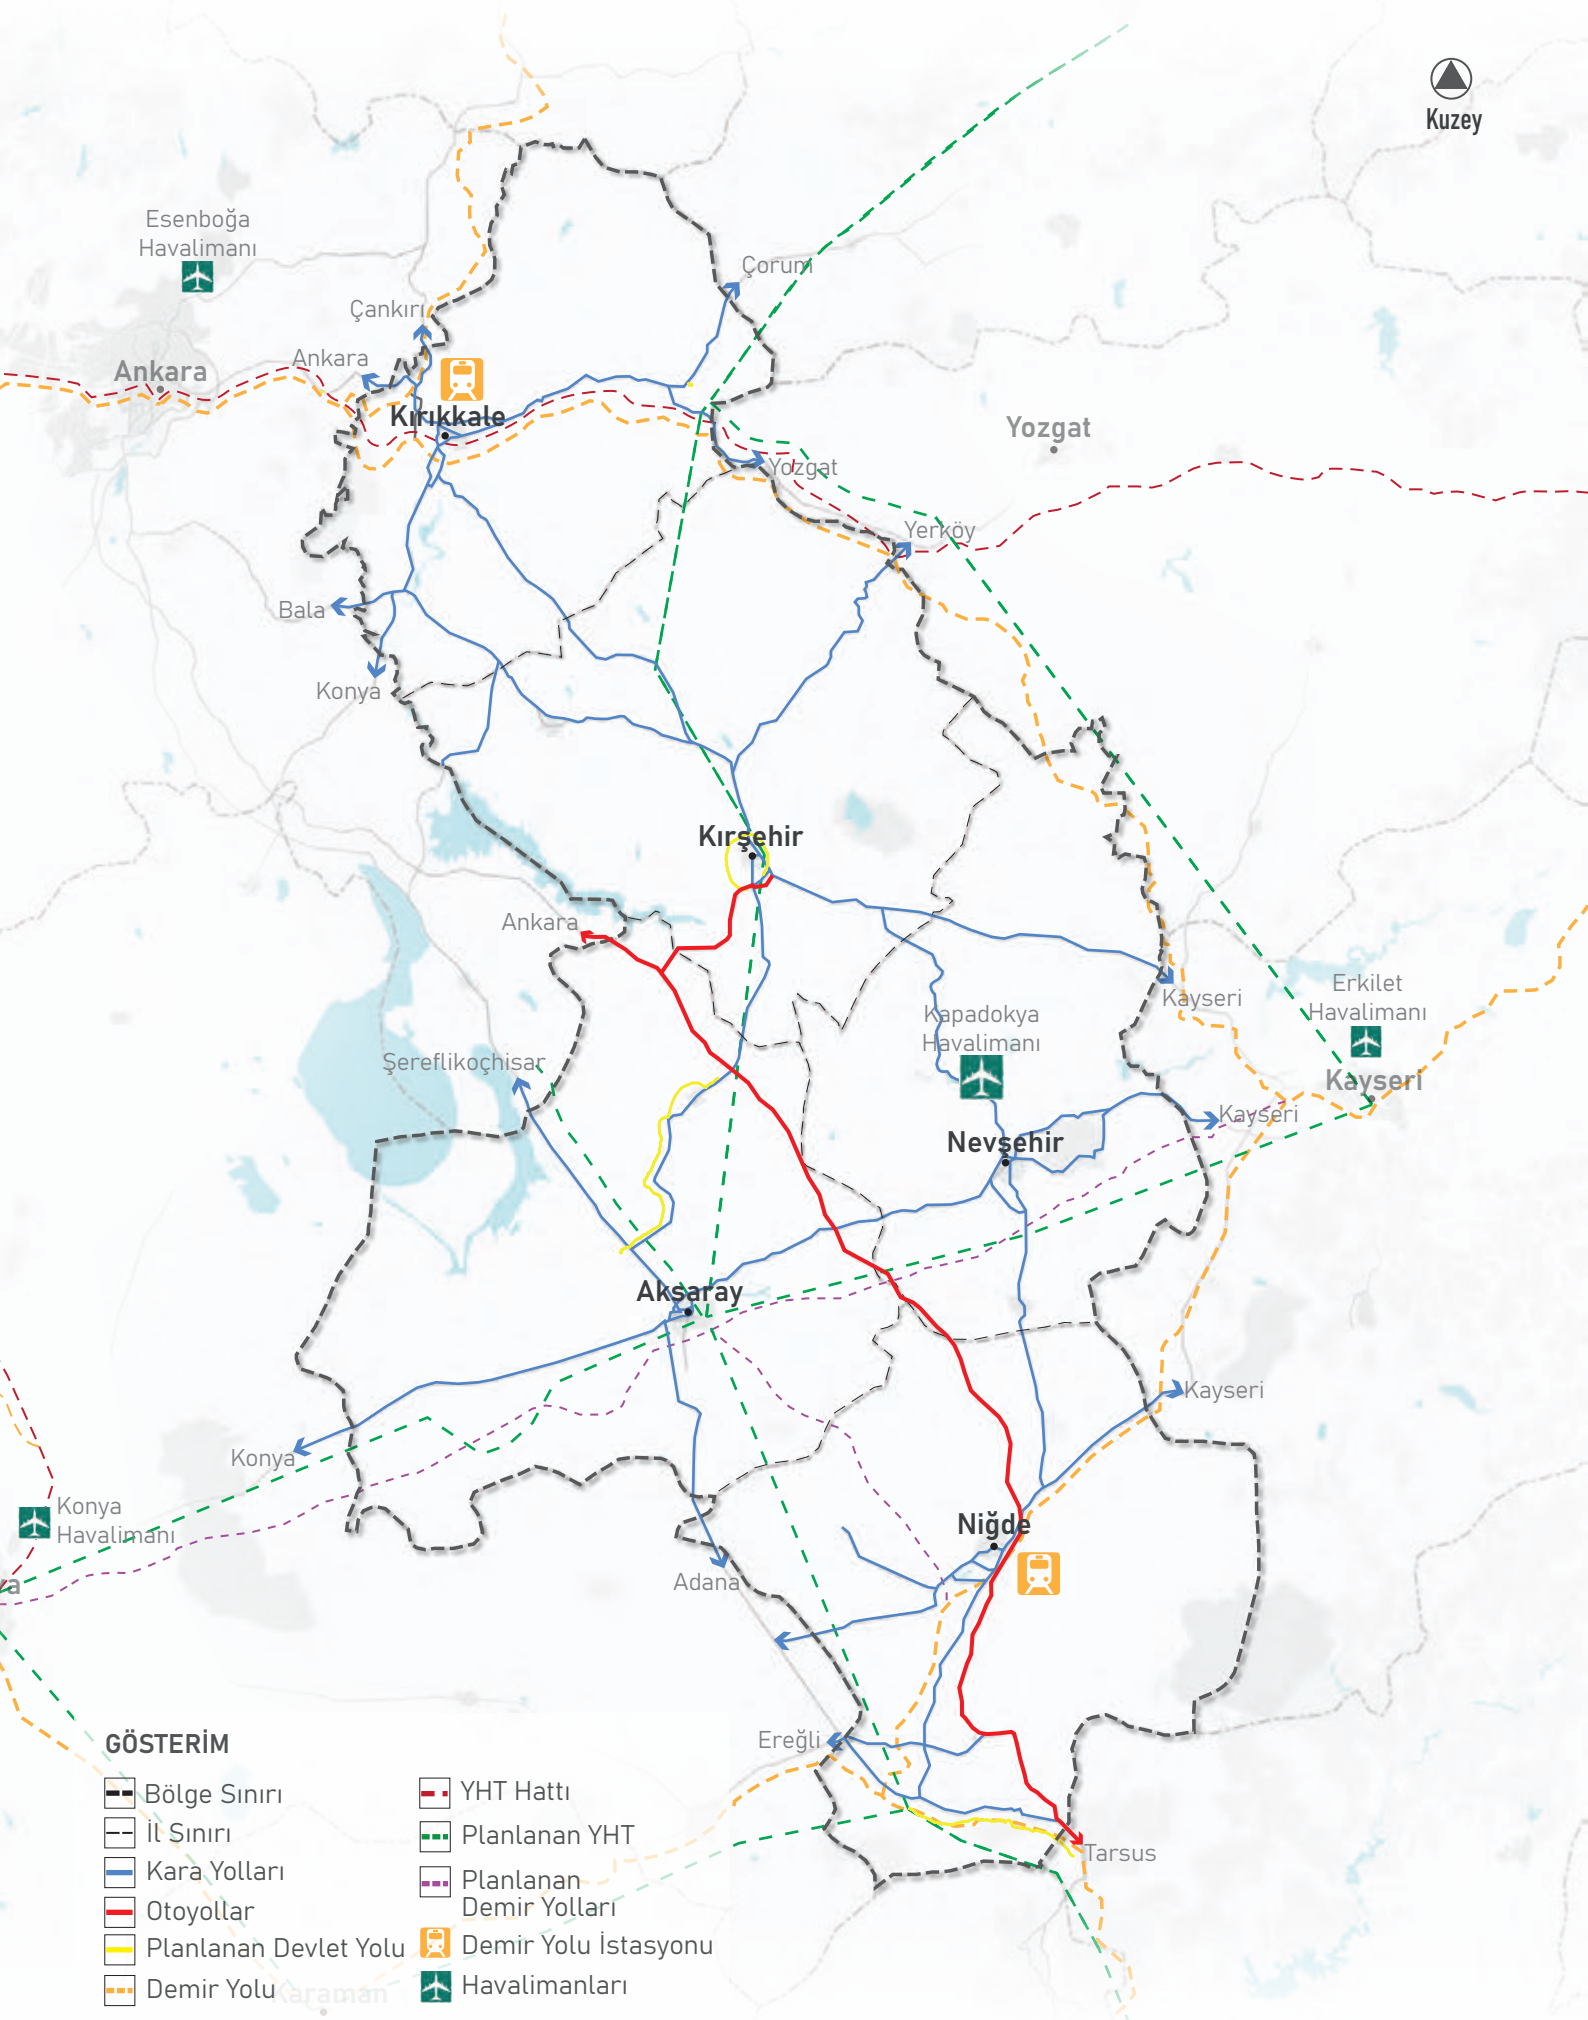 Kuzey
Esenboğa
Havalimanı
Çorum
Çankırı
Ankara
Ankara
Kırıkkale
Yozgat
Yozgat
Yerköy
Bala
Konya
Kırşehir
Ankara
Kayseri
Erkilet
Havalimanı
Kapadokya
Havalimanı
Şereflikoçhisar
Kayseri
Kayseri
Nevşehir
Aksaray
Kayseri
Konya
Konya
Havalimanı
Niğde
ya
Adana
Ereğli
Tarsus
GÖSTERİM
Bölge Sınırı
İl Sınırı
Kara Yolları
Otoyollar
Planlanan Devlet Yolu
Demir Yolu
YHT Hattı
Planlanan YHT
Planlanan
Demir Yolları
Demir Yolu İstasyonu
Havalimanları
Karaman